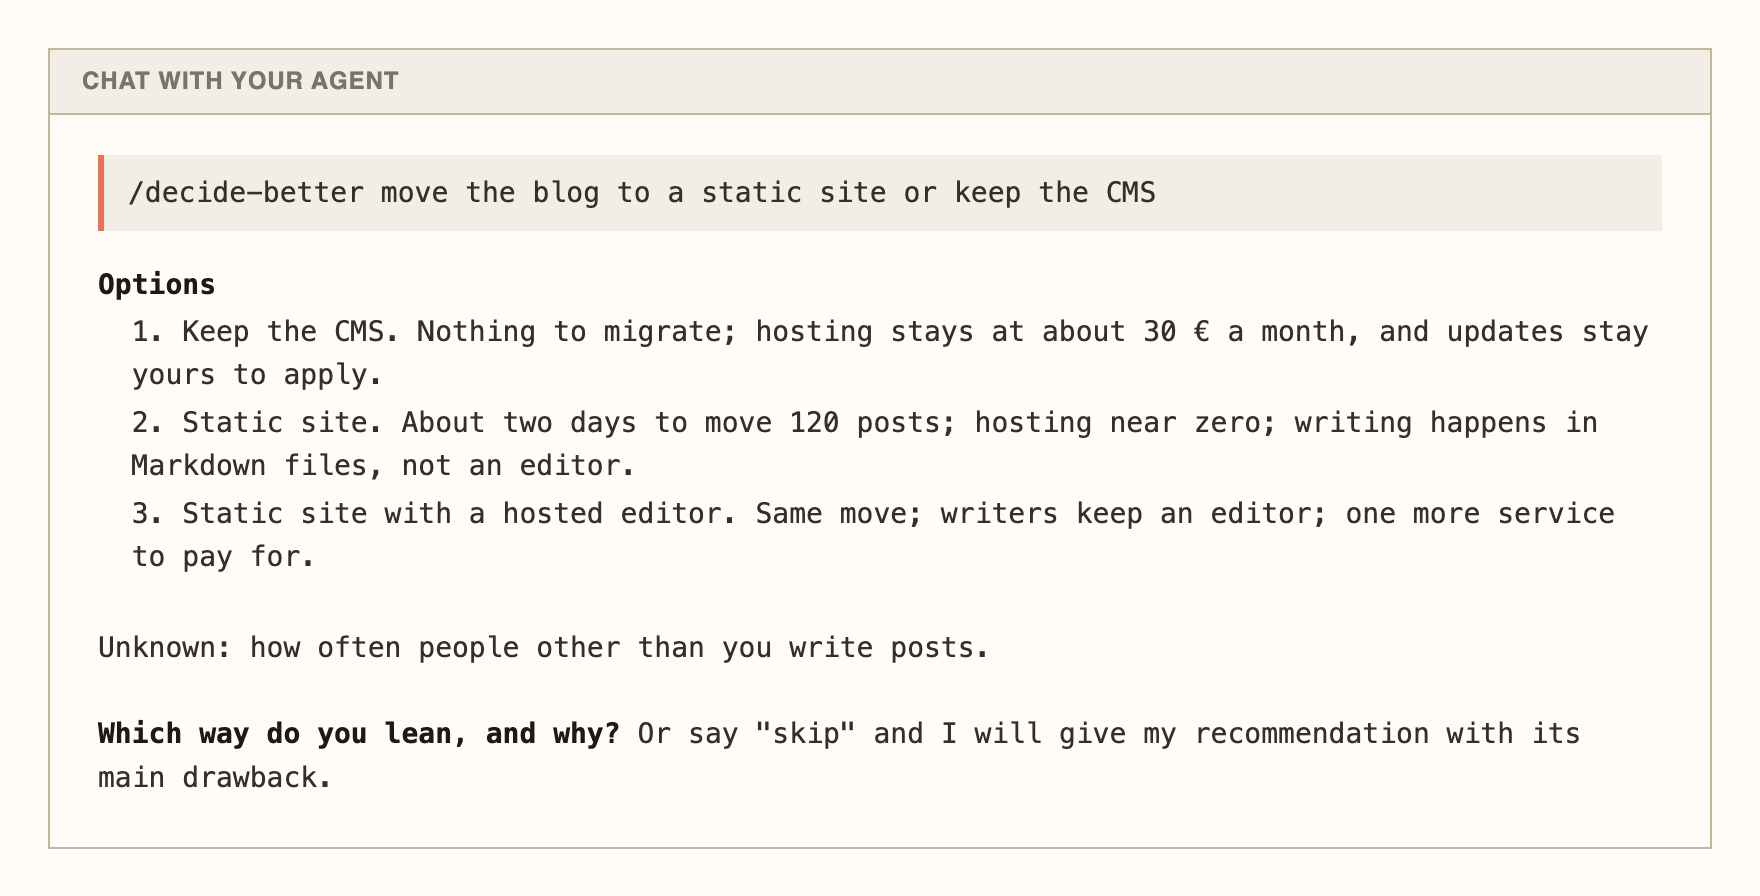 CHAT WITH YOUR AGENT
/decide-better move the blog to a static site or keep the CMS
Options
1. Keep the CMS. Nothing to migrate; hosting stays at about 30 € a month, and updates stay
yours to apply.
2. Static site. About two days to move 120 posts; hosting near zero; writing happens in
Markdown files, not an editor.
3. Static site with a hosted editor. Same move; writers keep an editor; one more service
to pay for.
Unknown: how often people other than you write posts.
Which way do you lean, and why? Or say "skip" and I will give my recommendation with its
main drawback.